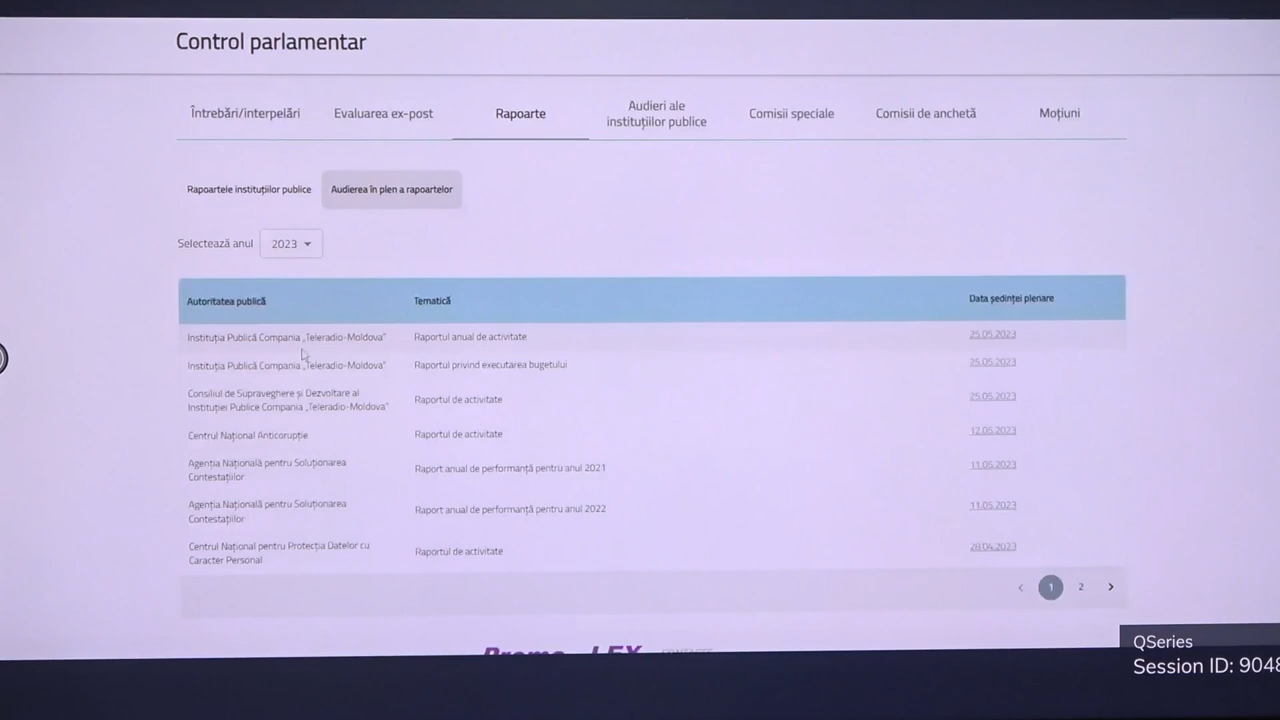 Control parlamentar
Întrebări/interpelări
Evaluarea ex-post
Rapoarte
Audieri ale
instituțiilor publice
Comisii speciale
Comisii de anchetă
Moțiuni
Rapoartele instituțiilor publice
Audierea în plen a rapoartelor
Selectează anul 2023
Autoritatea publică Tematică Data ședinței plenare
Instituția Publică Compania „Teleradio-Moldova" Raportul anual de activitate 25.05.2023
Instituția Publică Compania „Teleradio-Moldova" Raportul privind executarea bugetului 25.05.2023
Consiliul de Supraveghere și Dezvoltare al
Instituției Publice Compania „Teleradio-Moldova" Raportul de activitate 25.05.2023
Centrul Național Anticorupție Raportul de activitate 12.05.2023
Agenția Națională pentru Soluționarea
Contestațiilor Raport anual de performanță pentru anul 2021 11.05.2023
Agenția Națională pentru Soluționarea
Contestațiilor Raport anual de performanță pentru anul 2022 11.05.2023
Centrul Național pentru Protecția Datelor cu
Caracter Personal Raportul de activitate 28.04.2023
1 2
Promo LEX
QSeries
Session ID: 9048